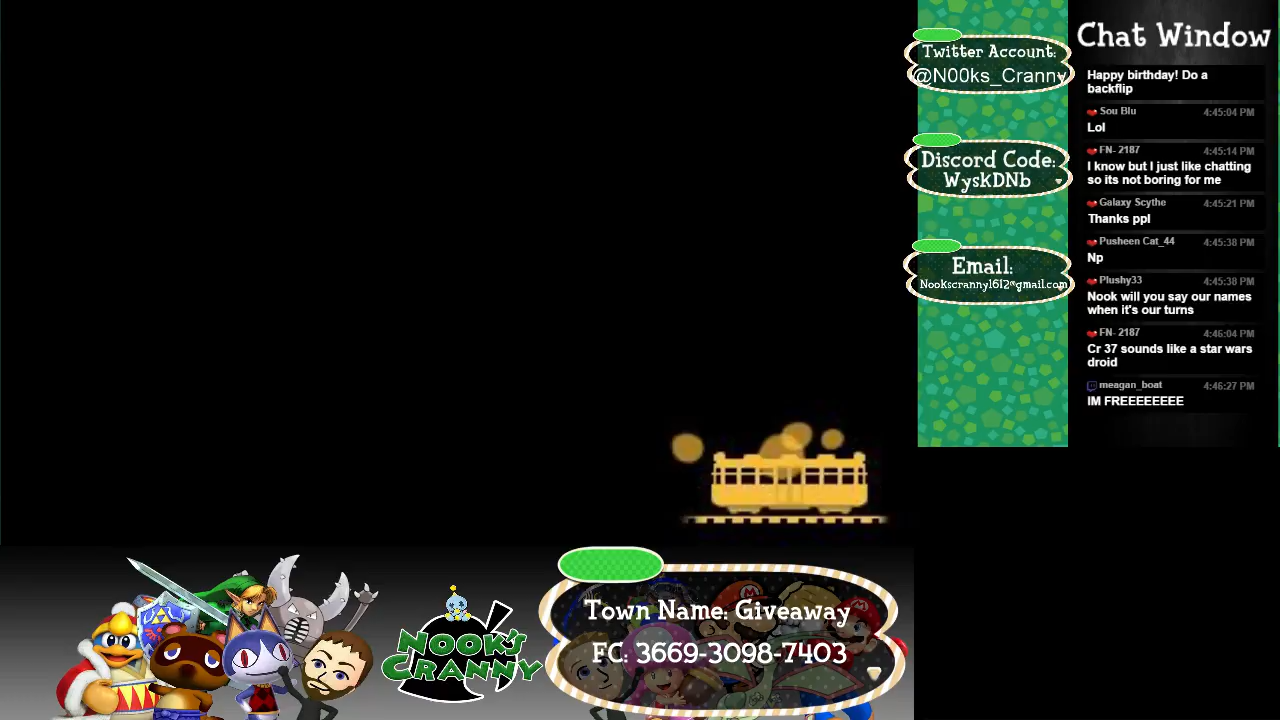 Twitter Account:
@N00ks_Cranny
Discord Code:
WyskDNb
Email:
Nookscranny1612@gmail.com
Chat Window
Happy birthday! Do a
backflip
Sou Blu 4:45:04 PM
Lol
FN- 2187 4:45:14 PM
I know but I just like chatting
so its not boring for me
Galaxy Scythe 4:45:21 PM
Thanks ppl
Pusheen Cat_44 4:45:38 PM
Np
Plushy33 4:45:38 PM
Nook will you say our names
when it's our turns
FN- 2187 4:46:04 PM
Cr 37 sounds like a star wars
droid
meagan_boat 4:46:27 PM
IM FREEEEEEEE
NOOK'S
CRANNY
Town Name: Giveaway
FC: 3669-3098-7403